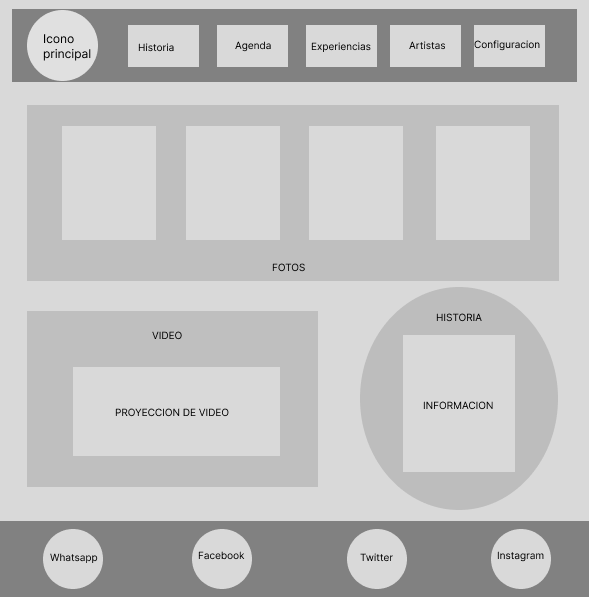 Icono
principal
Historia
Agenda
Experiencias
Artistas
Configuracion
FOTOS
VIDEO
PROYECCION DE VIDEO
HISTORIA
INFORMACION
Whatsapp
Facebook
Twitter
Instagram